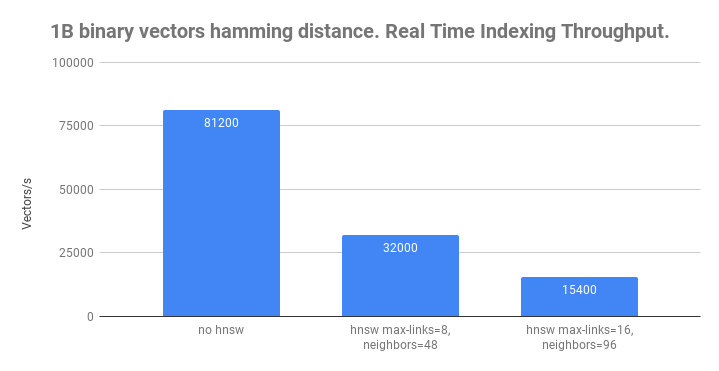 1B binary vectors hamming distance. Real Time Indexing Throughput.
100000
75000
50000
25000
0
Vectors/s
81200
32000
15400
no hnsw
hnsw max-links=8,
neighbors=48
hnsw max-links=16,
neighbors=96